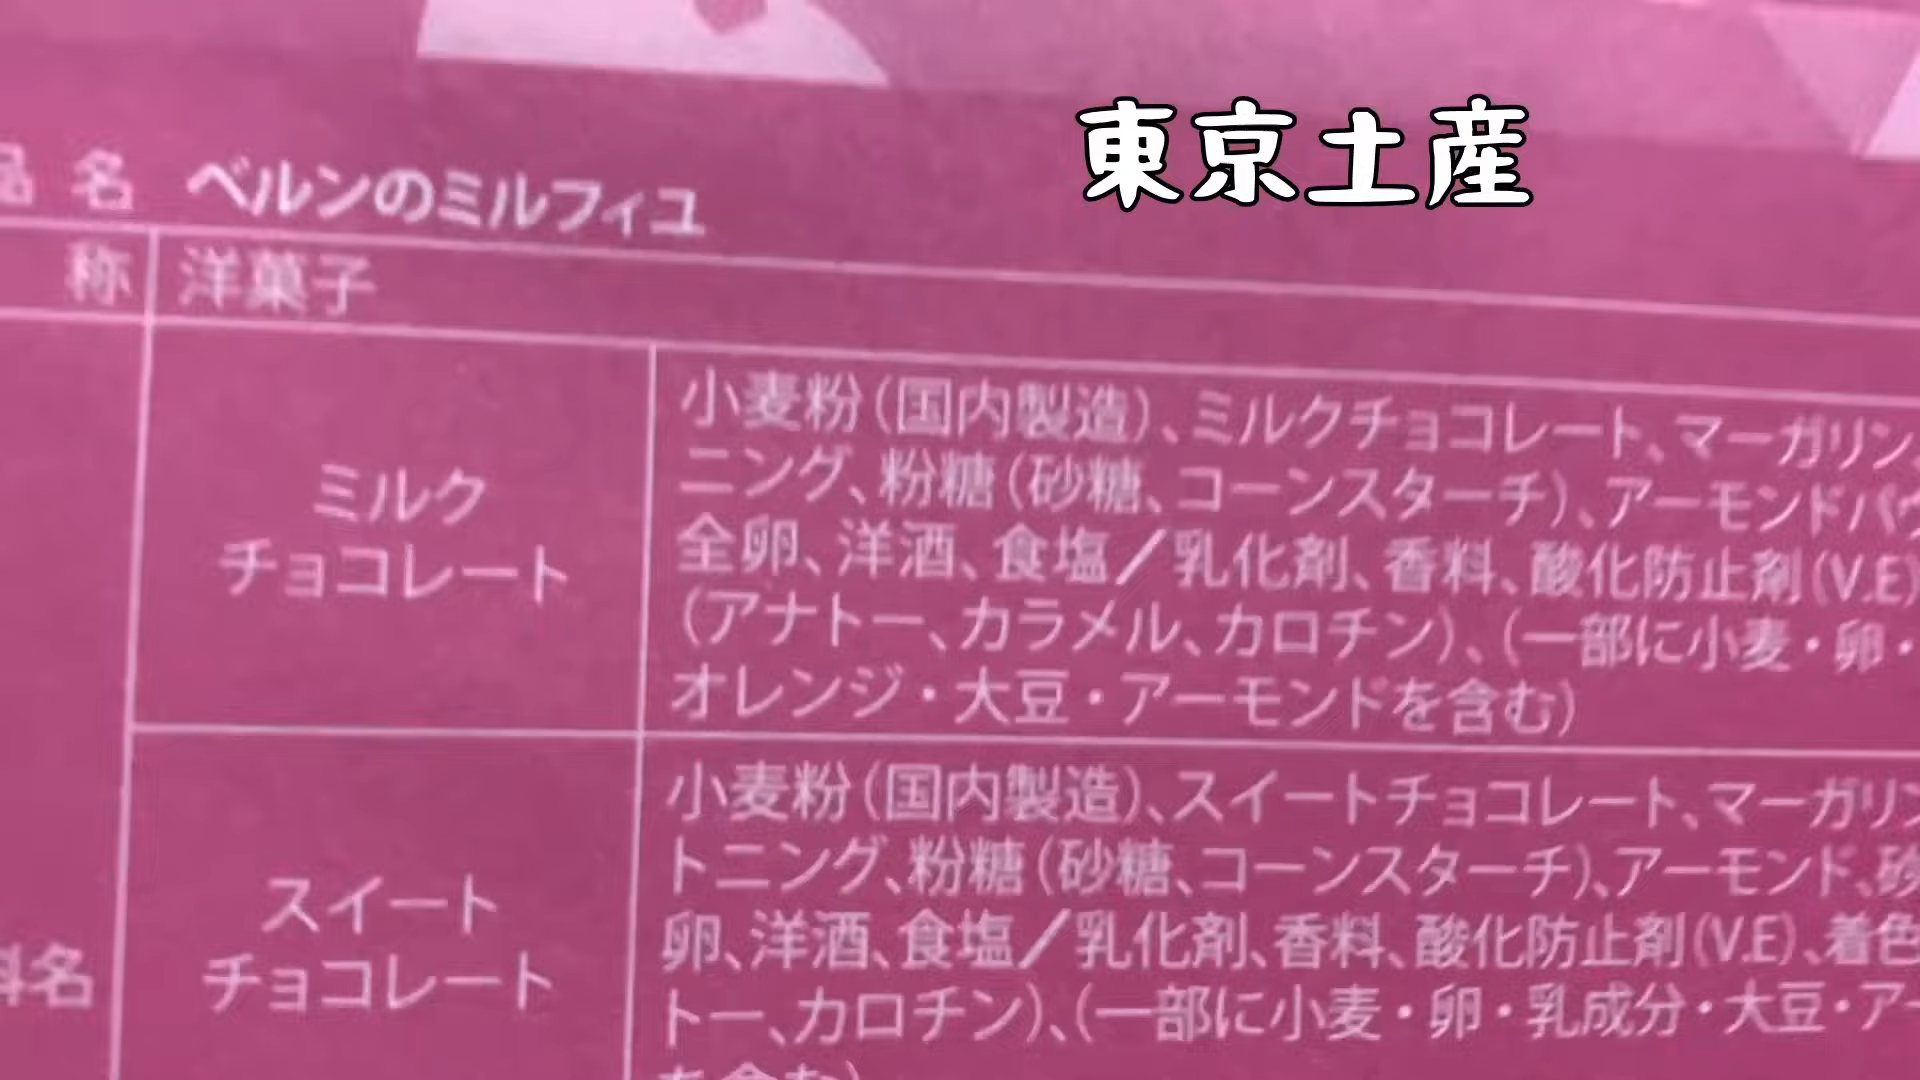 東京土産
品名 ベルンのミルフィユ
称 洋菓子
ミルク
チョコレート
小麦粉(国内製造)、ミルクチョコレート、マーガリン、
ニング、粉糖(砂糖、コーンスターチ)、アーモンドパウ
全卵、洋酒、食塩/乳化剤、香料、酸化防止剤(V.E)
(アナトー、カラメル、カロチン)、(一部に小麦・卵・
オレンジ・大豆・アーモンドを含む)
スイート
チョコレート
小麦粉(国内製造)、スイートチョコレート、マーガリン
トニング、粉糖(砂糖、コーンスターチ)、アーモンド、砂
卵、洋酒、食塩/乳化剤、香料、酸化防止剤(V.E)、着色
トー、カロチン)、(一部に小麦・卵・乳成分・大豆・アー
を含む)
料名